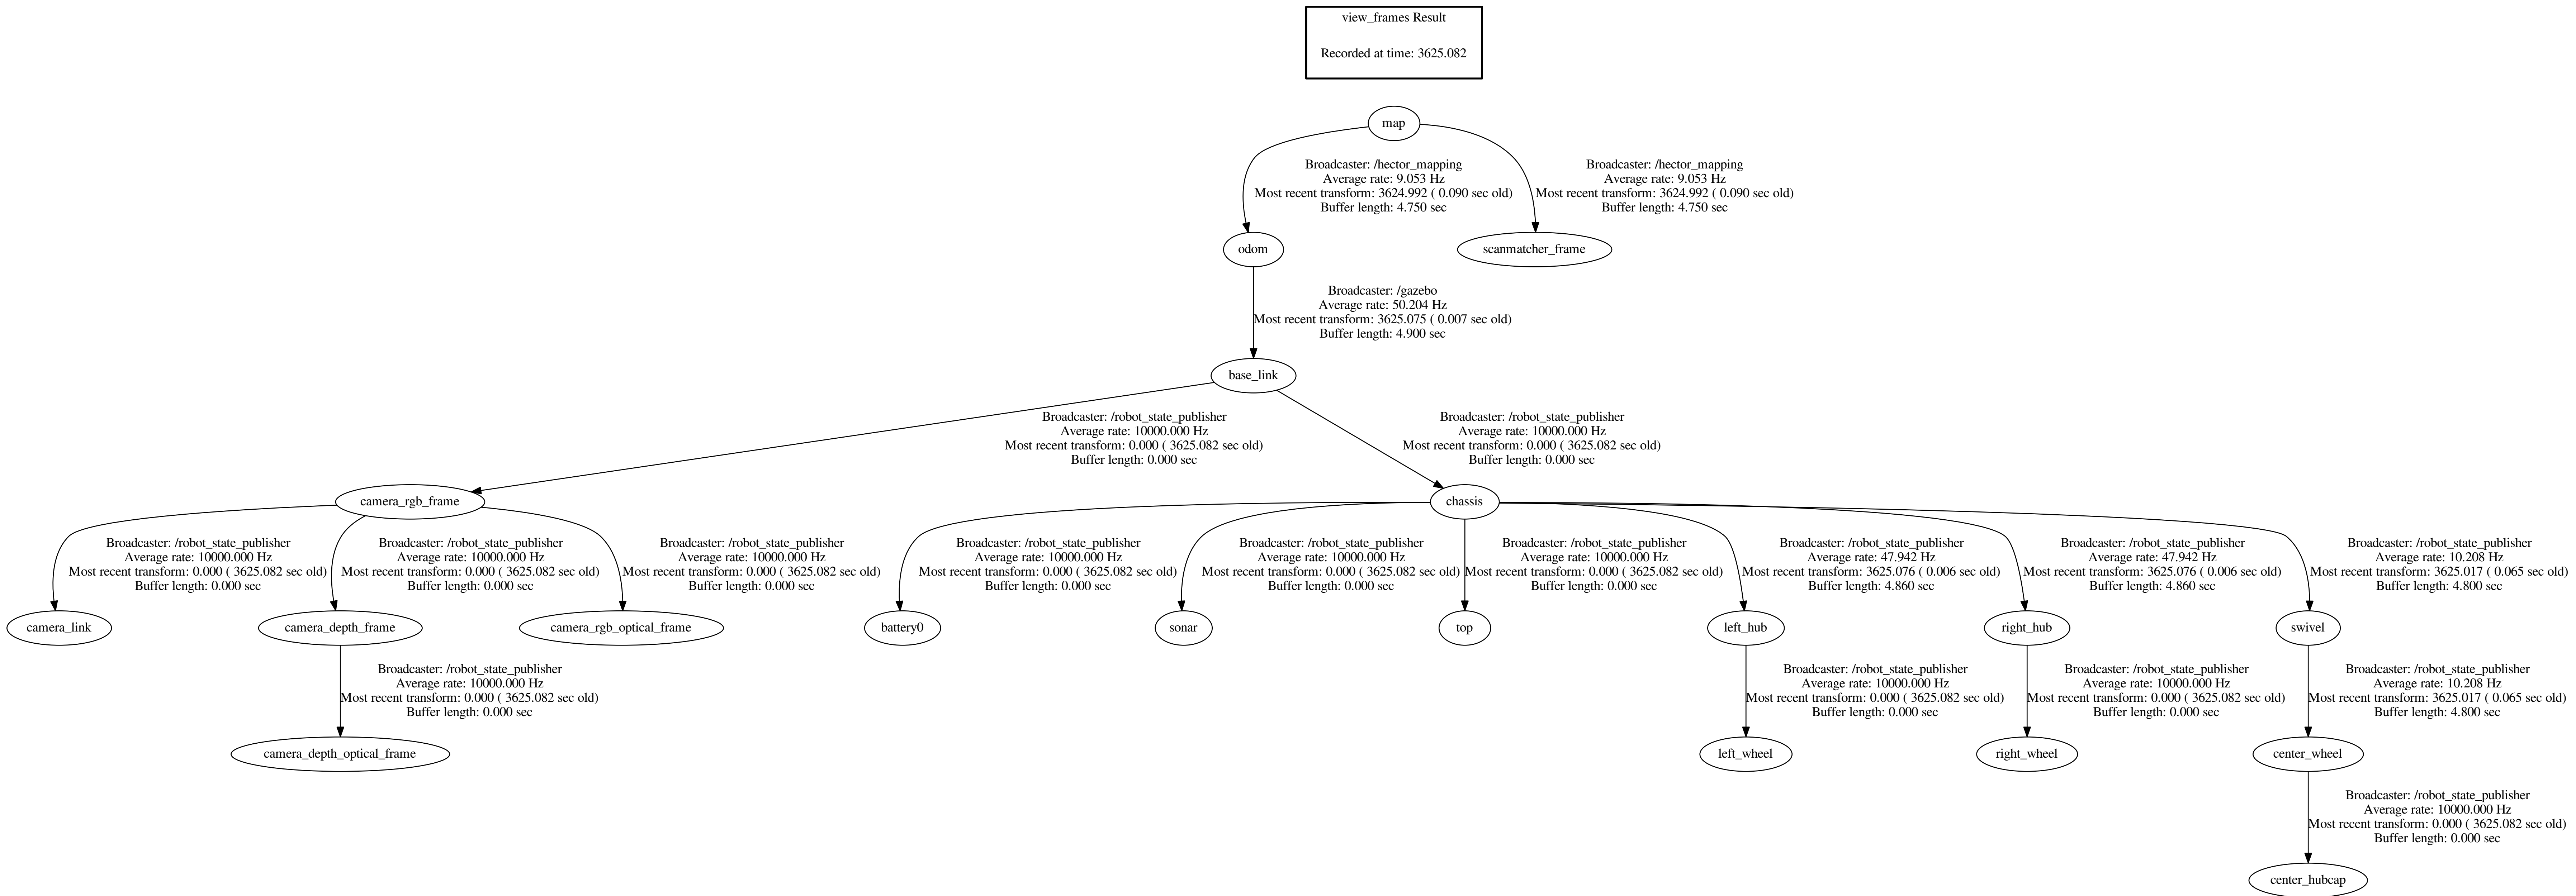 view_frames Result
Recorded at time: 3625.082
map
Broadcaster: /hector_mapping
Average rate: 9.053 Hz
Most recent transform: 3624.992 ( 0.090 sec old)
Buffer length: 4.750 sec
Broadcaster: /hector_mapping
Average rate: 9.053 Hz
Most recent transform: 3624.992 ( 0.090 sec old)
Buffer length: 4.750 sec
odom
scanmatcher_frame
Broadcaster: /gazebo
Average rate: 50.204 Hz
Most recent transform: 3625.075 ( 0.007 sec old)
Buffer length: 4.900 sec
base_link
Broadcaster: /robot_state_publisher
Average rate: 10000.000 Hz
Most recent transform: 0.000 ( 3625.082 sec old)
Buffer length: 0.000 sec
Broadcaster: /robot_state_publisher
Average rate: 10000.000 Hz
Most recent transform: 0.000 ( 3625.082 sec old)
Buffer length: 0.000 sec
camera_rgb_frame
chassis
Broadcaster: /robot_state_publisher
Average rate: 10000.000 Hz
Most recent transform: 0.000 ( 3625.082 sec old)
Buffer length: 0.000 sec
Broadcaster: /robot_state_publisher
Average rate: 10000.000 Hz
Most recent transform: 0.000 ( 3625.082 sec old)
Buffer length: 0.000 sec
Broadcaster: /robot_state_publisher
Average rate: 10000.000 Hz
Most recent transform: 0.000 ( 3625.082 sec old)
Buffer length: 0.000 sec
Broadcaster: /robot_state_publisher
Average rate: 10000.000 Hz
Most recent transform: 0.000 ( 3625.082 sec old)
Buffer length: 0.000 sec
Broadcaster: /robot_state_publisher
Average rate: 10000.000 Hz
Most recent transform: 0.000 ( 3625.082 sec old)
Buffer length: 0.000 sec
Broadcaster: /robot_state_publisher
Average rate: 10000.000 Hz
Most recent transform: 0.000 ( 3625.082 sec old)
Buffer length: 0.000 sec
Broadcaster: /robot_state_publisher
Average rate: 47.942 Hz
Most recent transform: 3625.076 ( 0.006 sec old)
Buffer length: 4.860 sec
Broadcaster: /robot_state_publisher
Average rate: 47.942 Hz
Most recent transform: 3625.076 ( 0.006 sec old)
Buffer length: 4.860 sec
Broadcaster: /robot_state_publisher
Average rate: 10.208 Hz
Most recent transform: 3625.017 ( 0.065 sec old)
Buffer length: 4.800 sec
camera_link
camera_depth_frame
camera_rgb_optical_frame
battery0
sonar
top
left_hub
right_hub
swivel
Broadcaster: /robot_state_publisher
Average rate: 10000.000 Hz
Most recent transform: 0.000 ( 3625.082 sec old)
Buffer length: 0.000 sec
Broadcaster: /robot_state_publisher
Average rate: 10000.000 Hz
Most recent transform: 0.000 ( 3625.082 sec old)
Buffer length: 0.000 sec
Broadcaster: /robot_state_publisher
Average rate: 10000.000 Hz
Most recent transform: 0.000 ( 3625.082 sec old)
Buffer length: 0.000 sec
Broadcaster: /robot_state_publisher
Average rate: 10.208 Hz
Most recent transform: 3625.017 ( 0.065 sec old)
Buffer length: 4.800 sec
camera_depth_optical_frame
left_wheel
right_wheel
center_wheel
Broadcaster: /robot_state_publisher
Average rate: 10000.000 Hz
Most recent transform: 0.000 ( 3625.082 sec old)
Buffer length: 0.000 sec
center_hubcap